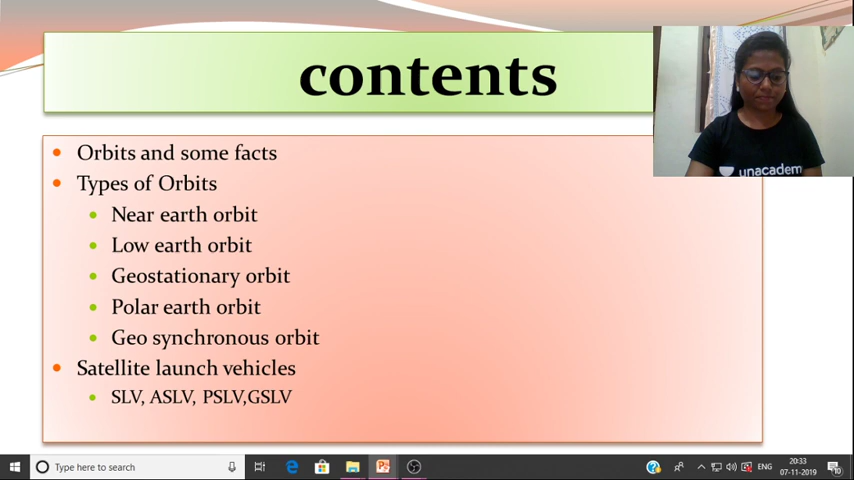 contents
Orbits and some facts
Types of Orbits
Near earth orbit
Low earth orbit
Geostationary orbit
Polar earth orbit
Geo synchronous orbit
Satellite launch vehicles
SLV, ASLV, PSLV,GSLV
unacadem
Type here to search
ENG
20:33
07-11-2019
10